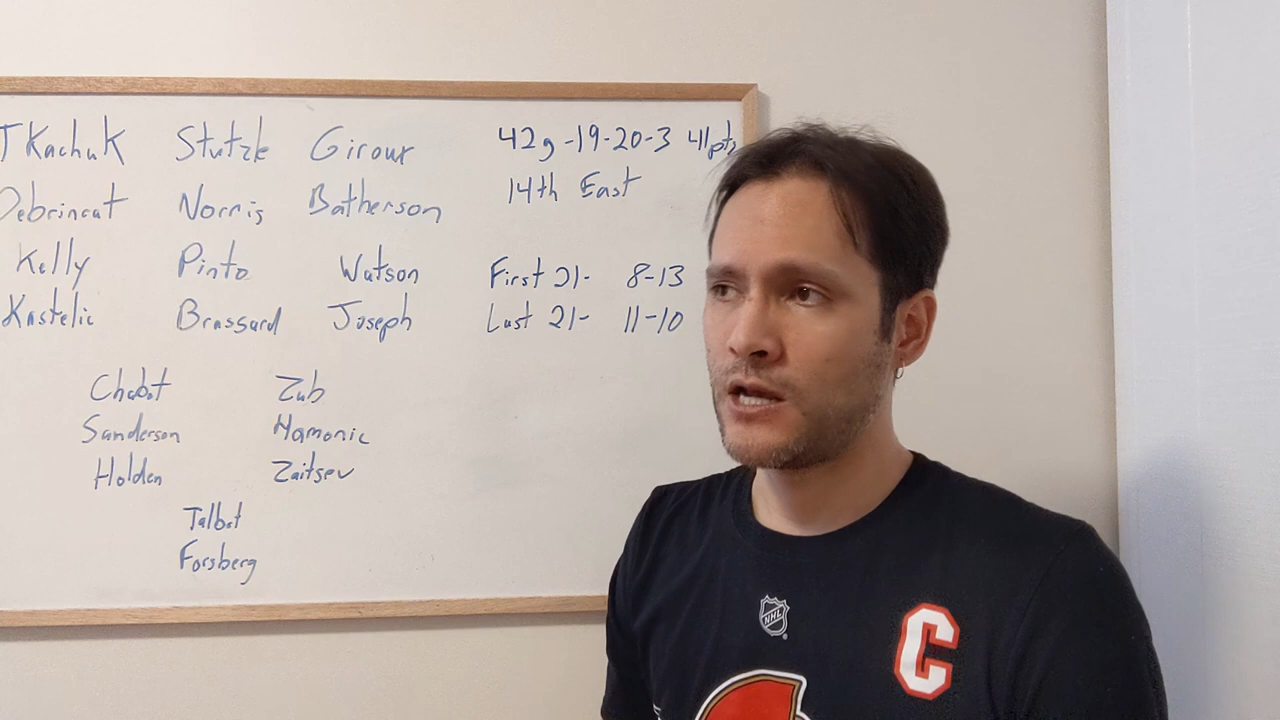 TKachuk Stutzle Giroux 42g -19-20-3 41pts
Debrincat Norris Batherson 14th East
Kelly Pinto Watson First 21- 8-13
Kastelic Brassard Joseph Last 21- 11-10
Chabot Zub
Sanderson Hamonic
Holden Zaitsev
Talbot
Forsberg
NHL
C